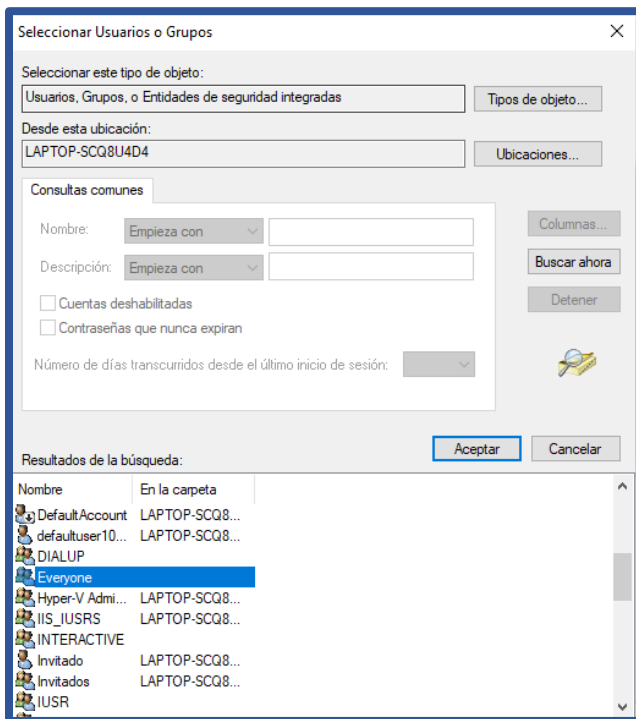 Seleccionar Usuarios o Grupos
Seleccionar este tipo de objeto:
Usuarios, Grupos, o Entidades de seguridad integradas
Tipos de objeto...
Desde esta ubicación:
LAPTOP-SCQ8U4D4
Ubicaciones...
Consultas comunes
Nombre: Empieza con
Columnas...
Descripción: Empieza con
Buscar ahora
Cuentas deshabilitadas
Detener
Contraseñas que nunca expiran
Número de días transcurridos desde el último inicio de sesión:
Aceptar Cancelar
Resultados de la búsqueda:
Nombre En la carpeta
DefaultAccount LAPTOP-SCQ8...
defaultuser10... LAPTOP-SCQ8...
DIALUP
Everyone
Hyper-V Admi... LAPTOP-SCQ8...
IIS_IUSRS LAPTOP-SCQ8...
INTERACTIVE
Invitado LAPTOP-SCQ8...
Invitados LAPTOP-SCQ8...
IUSR